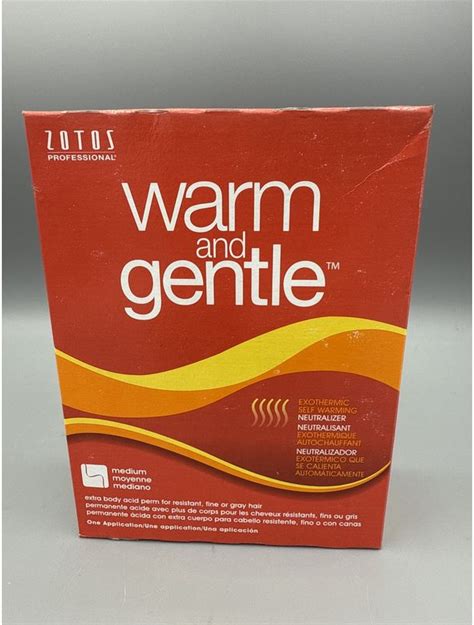 ZOTOS
PROFESSIONAL
warm
and
gentle™
EXOTHERMIC
SELF WARMING
NEUTRALIZER
NEUTRALISANT
EXOTHERMIQUE
AUTOCHAUFFANT
NEUTRALIZADOR
EXOTÉRMICO QUE
SE CALIENTA
AUTOMÁTICAMENTE
medium
moyenne
mediano
extra body acid perm for resistant, fine or gray hair
permanente acide avec plus de corps pour les cheveux résistants, fins ou gris
permanente ácida con extra cuerpo para cabello resistente, fino o con canas
One Application/Une application/Una aplicación